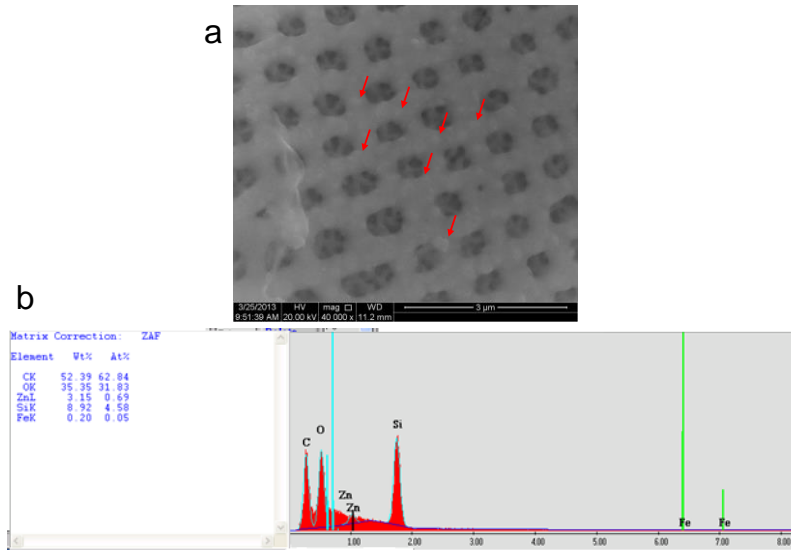 a
3/25/2013 HV mag □ WD 3 µm
9:51:39 AM 20.00 kV 40 000 x 11.2 mm
b
Matrix Correction: ZAF
Element Wt% At%
CK 52.39 62.84
OK 35.35 31.83
ZnL 3.15 0.69
SiK 8.92 4.58
FeK 0.20 0.05
C O Zn Zn Si Fe Fe
1.00 2.00 3.00 4.00 5.00 6.00 7.00 8.00